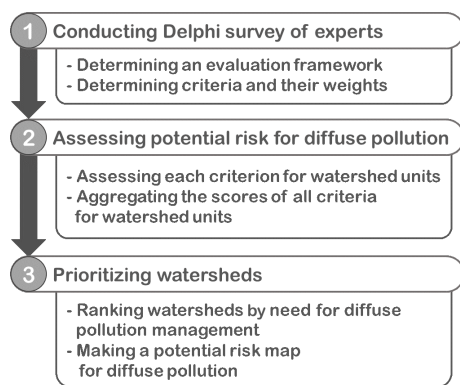 1 Conducting Delphi survey of experts
- Determining an evaluation framework
- Determining criteria and their weights
2 Assessing potential risk for diffuse pollution
- Assessing each criterion for watershed units
- Aggregating the scores of all criteria
for watershed units
3 Prioritizing watersheds
- Ranking watersheds by need for diffuse
pollution management
- Making a potential risk map
for diffuse pollution